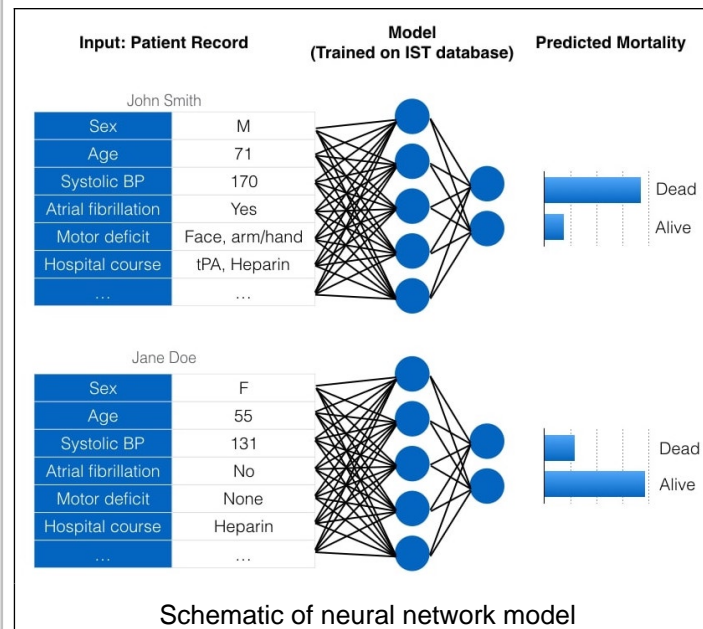 Input: Patient Record
Model
(Trained on IST database)
Predicted Mortality
John Smith
Sex M
Age 71
Systolic BP 170
Atrial fibrillation Yes
Motor deficit Face, arm/hand
Hospital course tPA, Heparin
... ...
Dead
Alive
Jane Doe
Sex F
Age 55
Systolic BP 131
Atrial fibrillation No
Motor deficit None
Hospital course Heparin
... ...
Dead
Alive
Schematic of neural network model